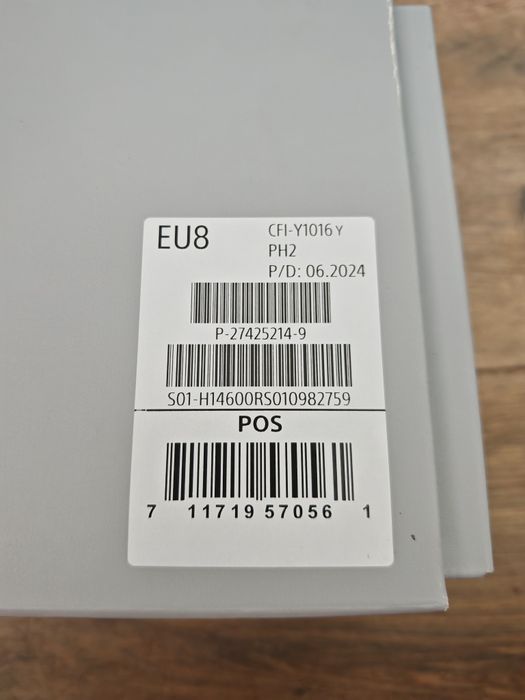 EU8
CFI-Y1016 Y
PH2
P/D: 06.2024
P-27425214-9
S01-H14600RS010982759
POS
7 11719 57056 1